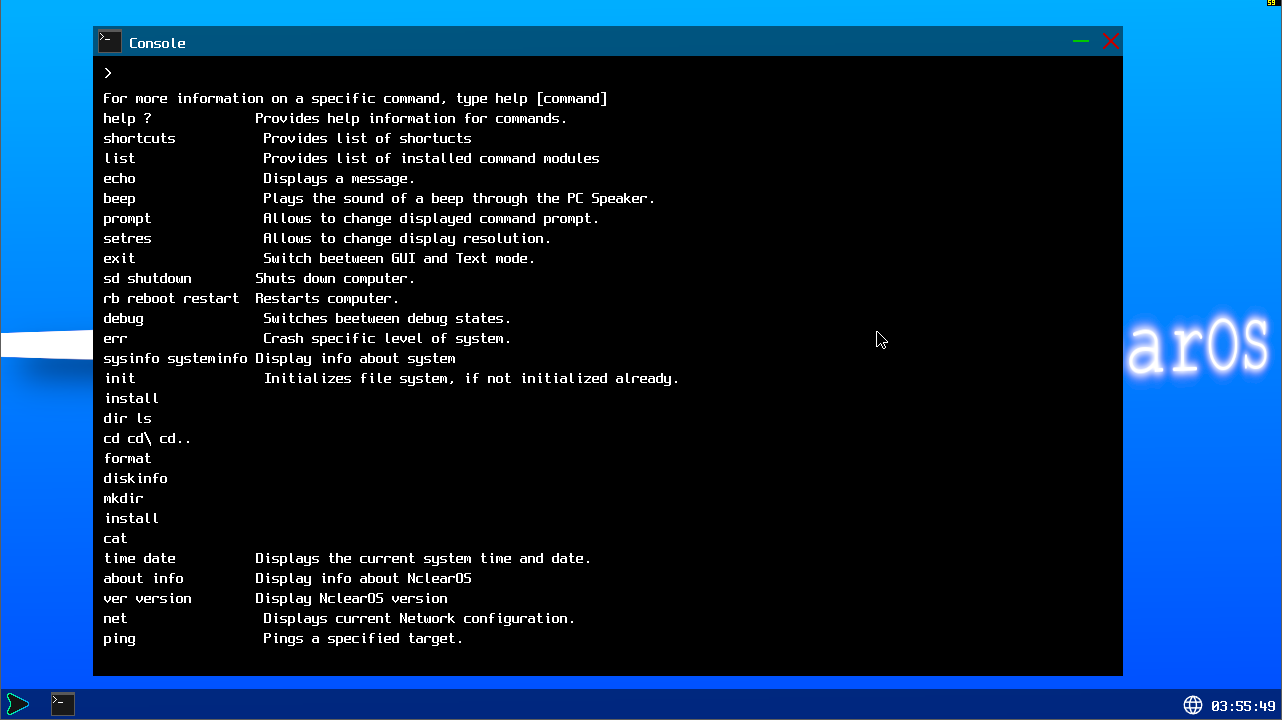 59
Console
>
For more information on a specific command, type help [command]
help ? Provides help information for commands.
shortcuts Provides list of shortucts
list Provides list of installed command modules
echo Displays a message.
beep Plays the sound of a beep through the PC Speaker.
prompt Allows to change displayed command prompt.
setres Allows to change display resolution.
exit Switch beetween GUI and Text mode.
sd shutdown Shuts down computer.
rb reboot restart Restarts computer.
debug Switches beetween debug states.
err Crash specific level of system.
sysinfo systeminfo Display info about system
init Initializes file system, if not initialized already.
install
dir ls
cd cd\ cd..
format
diskinfo
mkdir
install
cat
time date Displays the current system time and date.
about info Display info about NclearOS
ver version Display NclearOS version
net Displays current Network configuration.
ping Pings a specified target.
arOS
03:55:49